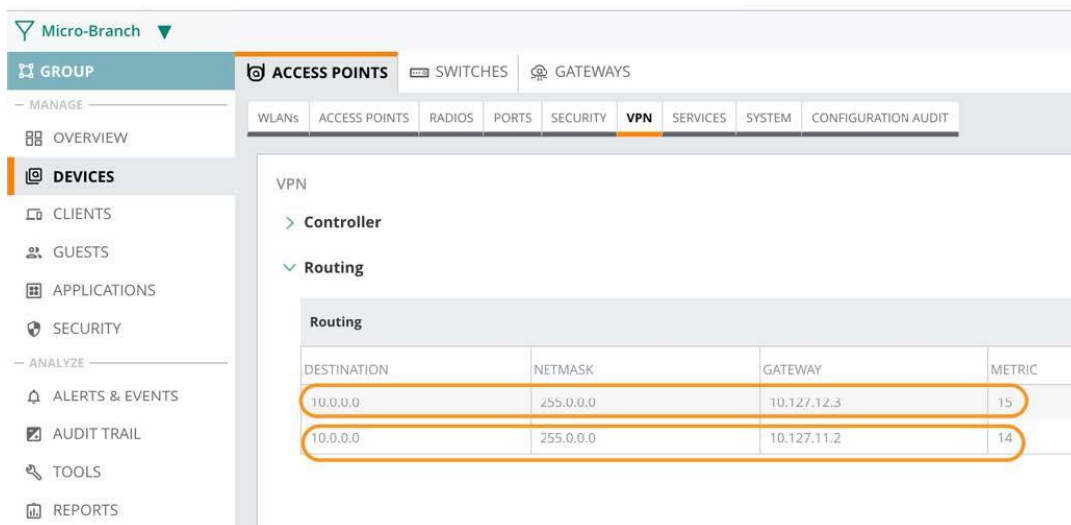 Micro-Branch ▼
GROUP
MANAGE
OVERVIEW
DEVICES
CLIENTS
GUESTS
APPLICATIONS
SECURITY
ANALYZE
ALERTS & EVENTS
AUDIT TRAIL
TOOLS
REPORTS
ACCESS POINTS SWITCHES GATEWAYS
WLANs ACCESS POINTS RADIOS PORTS SECURITY VPN SERVICES SYSTEM CONFIGURATION AUDIT
VPN
Controller
Routing
Routing
DESTINATION NETMASK GATEWAY METRIC
10.0.0.0 255.0.0.0 10.127.12.3 15
10.0.0.0 255.0.0.0 10.127.11.2 14